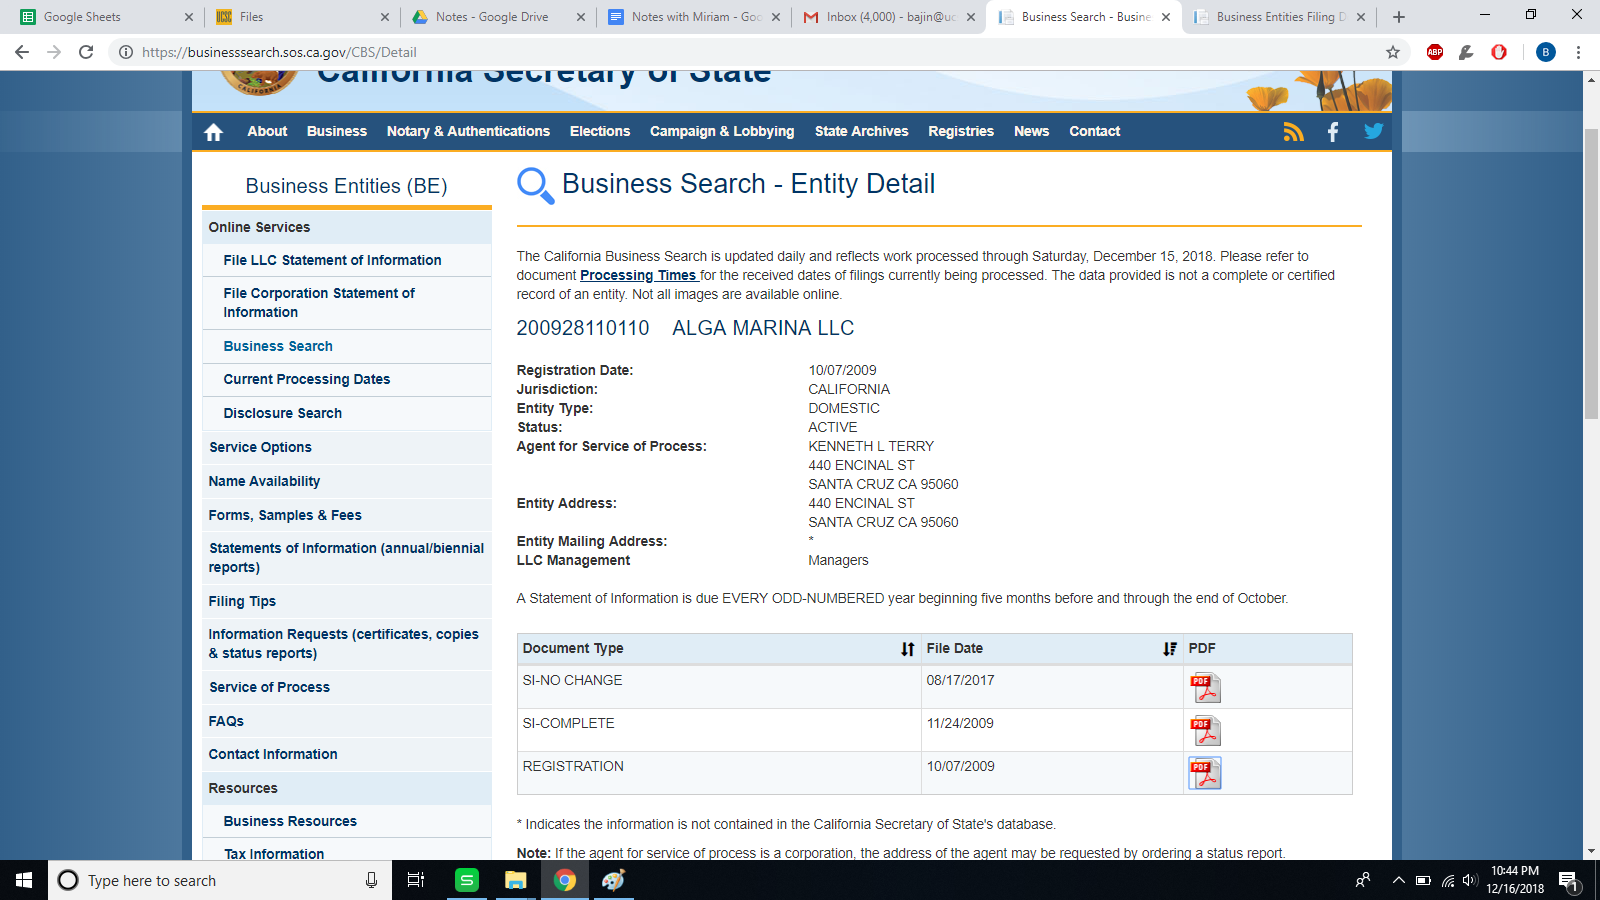 Google Sheets
UCSC Files
Notes - Google Drive
Notes with Miriam - Goo
Inbox (4,000) - bajin@uc
Business Search - Busine
Business Entities Filing D
https://businesssearch.sos.ca.gov/CBS/Detail
ABP
B
CALIFORNIA
California Secretary of State
About Business Notary & Authentications Elections Campaign & Lobbying State Archives Registries News Contact
Business Entities (BE)
Online Services
File LLC Statement of Information
File Corporation Statement of
Information
Business Search
Current Processing Dates
Disclosure Search
Service Options
Name Availability
Forms, Samples & Fees
Statements of Information (annual/biennial
reports)
Filing Tips
Information Requests (certificates, copies
& status reports)
Service of Process
FAQs
Contact Information
Resources
Business Resources
Tax Information
Business Search - Entity Detail
The California Business Search is updated daily and reflects work processed through Saturday, December 15, 2018. Please refer to
document Processing Times for the received dates of filings currently being processed. The data provided is not a complete or certified
record of an entity. Not all images are available online.
200928110110 ALGA MARINA LLC
Registration Date: 10/07/2009
Jurisdiction: CALIFORNIA
Entity Type: DOMESTIC
Status: ACTIVE
Agent for Service of Process: KENNETH L TERRY
440 ENCINAL ST
SANTA CRUZ CA 95060
Entity Address: 440 ENCINAL ST
SANTA CRUZ CA 95060
Entity Mailing Address: *
LLC Management Managers
A Statement of Information is due EVERY ODD-NUMBERED year beginning five months before and through the end of October.
Document Type File Date PDF
SI-NO CHANGE 08/17/2017 PDF
SI-COMPLETE 11/24/2009 PDF
REGISTRATION 10/07/2009 PDF
* Indicates the information is not contained in the California Secretary of State's database.
Note: If the agent for service of process is a corporation, the address of the agent may be requested by ordering a status report.
Type here to search
S
10:44 PM
12/16/2018
1